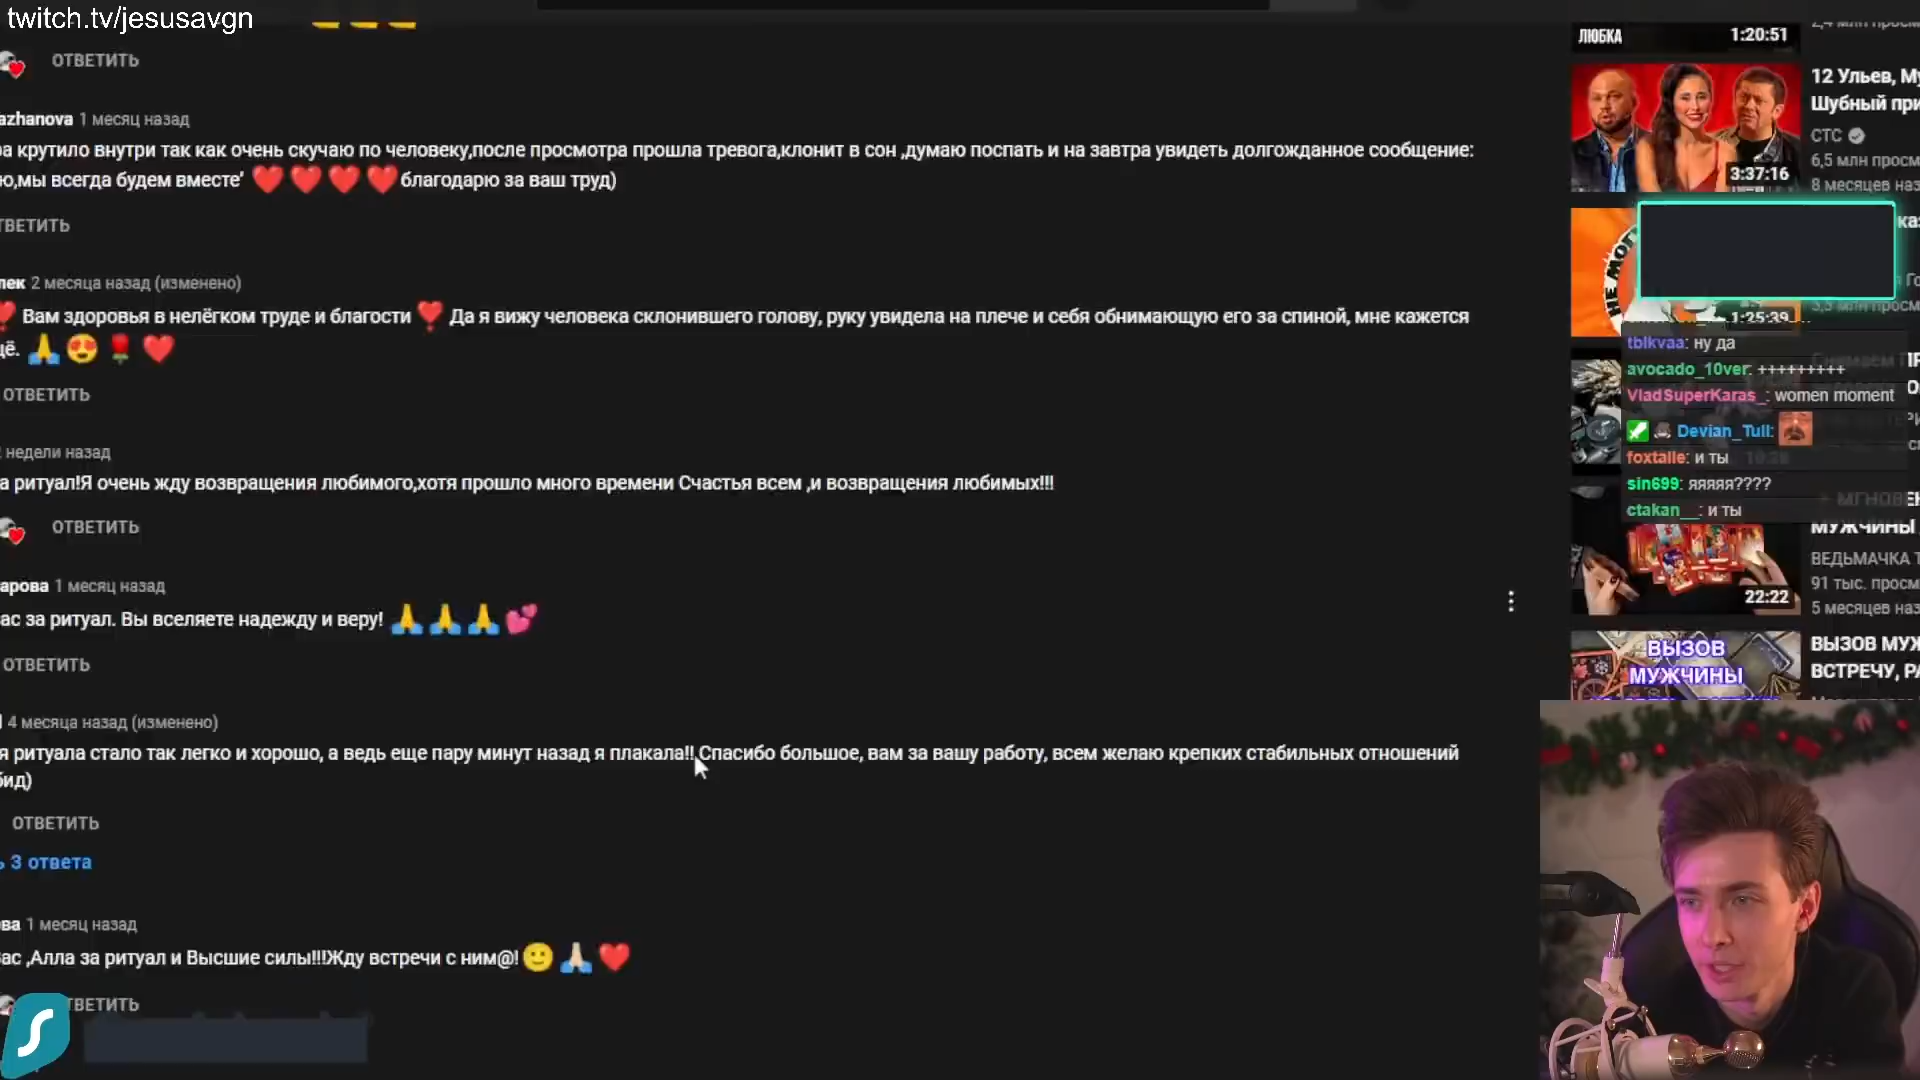 twitch.tv/jesusavgn
ОТВЕТИТЬ
azhanova 1 месяц назад
ра крутило внутри так как очень скучаю по человеку,после просмотра прошла тревога,клонит в сон ,думаю поспать и на завтра увидеть долгожданное сообщение:
ю,мы всегда будем вместе’ ❤️ ❤️ ❤️ ❤️ благодарю за ваш труд)
ТВЕТИТЬ
лек 2 месяца назад (изменено)
❣️ Вам здоровья в нелёгком труде и благости ❣️ Да я вижу человека склонившего голову, руку увидела на плече и себя обнимающую его за спиной, мне кажется
щё. 🙏 😍 🌹 ❤️
ОТВЕТИТЬ
недели назад
а ритуал!Я очень жду возвращения любимого,хотя прошло много времени Счастья всем ,и возвращения любимых!!!
ОТВЕТИТЬ
арова 1 месяц назад
ас за ритуал. Вы вселяете надежду и веру! 🙏 🙏 🙏 💕
ОТВЕТИТЬ
4 месяца назад (изменено)
я ритуала стало так легко и хорошо, а ведь еще пару минут назад я плакала!! Спасибо большое, вам за вашу работу, всем желаю крепких стабильных отношений
бид)
ОТВЕТИТЬ
ь 3 ответа
ва 1 месяц назад
ас ,Алла за ритуал и Высшие силы!!!Жду встречи с ним@! 🙂 🙏🏻 ❤️
ТВЕТИТЬ
ЛЮБКА
1:20:51
12 Ульев, Му
Шубный при
СТС
6,5 млн просм
8 месяцев наз
3:37:16
1:25:39
tblkvaa: ну да
avocado_10ver: +++++++++
VladSuperKaras_: women moment
Devian_Tull:
foxtalle: и ты
sin699: яяяяя????
ctakan__: и ты
МУЖЧИНЫ
ВЕДЬМАЧКА Т
91 тыс. просм
5 месяцев наз
22:22
ВЫЗОВ
МУЖЧИНЫ
ВЫЗОВ МУЖ
ВСТРЕЧУ, РА